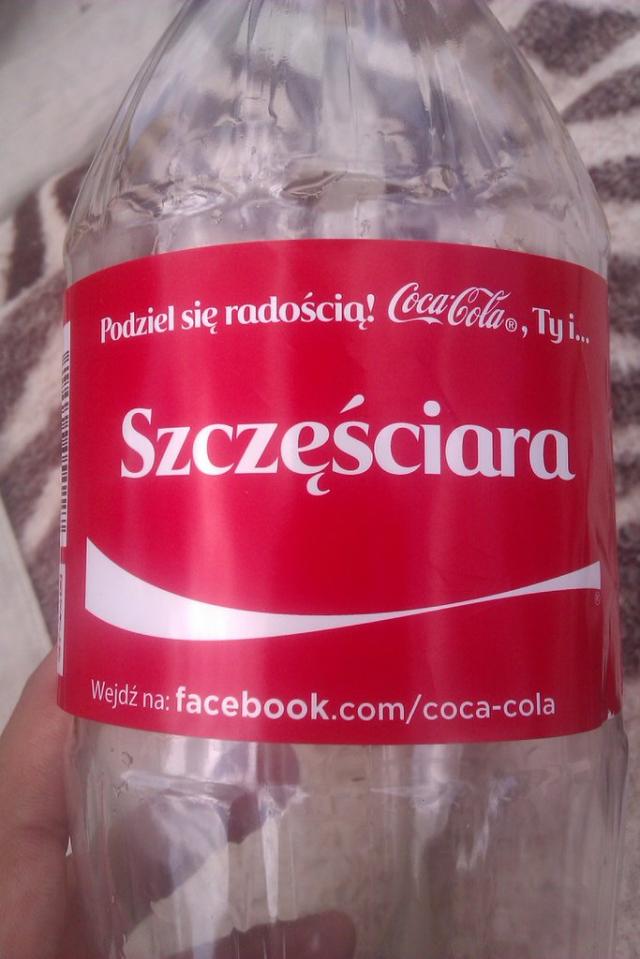 Podziel się radością! Coca-Cola®, Ty i...
Szczęściara
®
Wejdź na: facebook.com/coca-cola